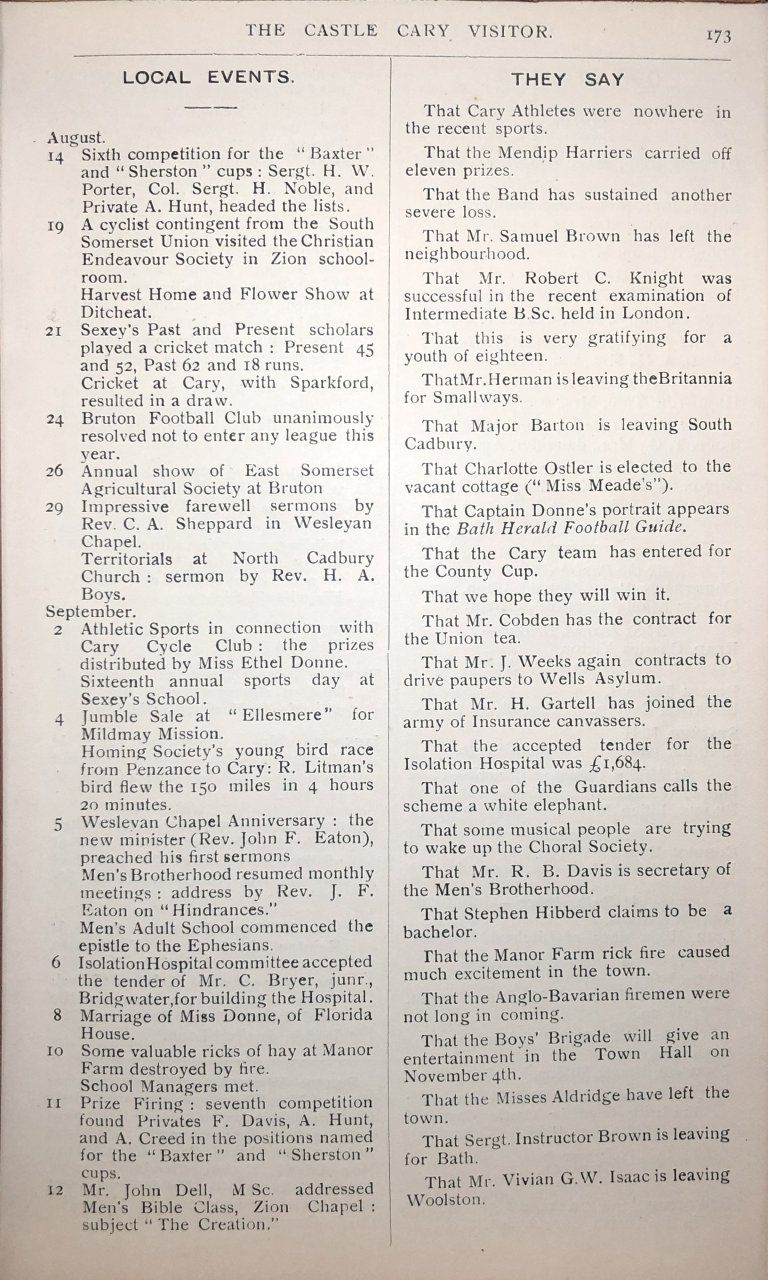 THE CASTLE CARY VISITOR.
173
LOCAL EVENTS.
August.
14 Sixth competition for the "Baxter"
and "Sherston" cups : Sergt. H. W.
Porter, Col. Sergt. H. Noble, and
Private A. Hunt, headed the lists.
19 A cyclist contingent from the South
Somerset Union visited the Christian
Endeavour Society in Zion school-
room.
Harvest Home and Flower Show at
Ditcheat.
21 Sexey's Past and Present scholars
played a cricket match : Present 45
and 52, Past 62 and 18 runs.
Cricket at Cary, with Sparkford,
resulted in a draw.
24 Bruton Football Club unanimously
resolved not to enter any league this
year.
26 Annual show of East Somerset
Agricultural Society at Bruton
29 Impressive farewell sermons by
Rev. C. A. Sheppard in Wesleyan
Chapel.
Territorials at North Cadbury
Church : sermon by Rev. H. A.
Boys.
September.
2 Athletic Sports in connection with
Cary Cycle Club : the prizes
distributed by Miss Ethel Donne.
Sixteenth annual sports day at
Sexey's School.
4 Jumble Sale at "Ellesmere" for
Mildmay Mission.
Homing Society's young bird race
from Penzance to Cary: R. Litman's
bird flew the 150 miles in 4 hours
20 minutes.
5 Weslevan Chapel Anniversary : the
new minister (Rev. John F. Eaton),
preached his first sermons
Men's Brotherhood resumed monthly
meetings : address by Rev. J. F.
Eaton on "Hindrances."
Men's Adult School commenced the
epistle to the Ephesians.
6 Isolation Hospital committee accepted
the tender of Mr. C. Bryer, junr.,
Bridgwater, for building the Hospital.
8 Marriage of Miss Donne, of Florida
House.
10 Some valuable ricks of hay at Manor
Farm destroyed by fire.
School Managers met.
11 Prize Firing : seventh competition
found Privates F. Davis, A. Hunt,
and A. Creed in the positions named
for the "Baxter" and "Sherston"
cups.
12 Mr. John Dell, M Sc. addressed
Men's Bible Class, Zion Chapel :
subject "The Creation."
THEY SAY
That Cary Athletes were nowhere in
the recent sports.
That the Mendip Harriers carried off
eleven prizes.
That the Band has sustained another
severe loss.
That Mr. Samuel Brown has left the
neighbourhood.
That Mr. Robert C. Knight was
successful in the recent examination of
Intermediate B.Sc. held in London.
That this is very gratifying for a
youth of eighteen.
That Mr. Herman is leaving the Britannia
for Smallways.
That Major Barton is leaving South
Cadbury.
That Charlotte Ostler is elected to the
vacant cottage ("Miss Meade's").
That Captain Donne's portrait appears
in the Bath Herald Football Guide.
That the Cary team has entered for
the County Cup.
That we hope they will win it.
That Mr. Cobden has the contract for
the Union tea.
That Mr. J. Weeks again contracts to
drive paupers to Wells Asylum.
That Mr. H. Gartell has joined the
army of Insurance canvassers.
That the accepted tender for the
Isolation Hospital was £1,684.
That one of the Guardians calls the
scheme a white elephant.
That some musical people are trying
to wake up the Choral Society.
That Mr. R. B. Davis is secretary of
the Men's Brotherhood.
That Stephen Hibberd claims to be a
bachelor.
That the Manor Farm rick fire caused
much excitement in the town.
That the Anglo-Bavarian firemen were
not long in coming.
That the Boys' Brigade will give an
entertainment in the Town Hall on
November 4th.
That the Misses Aldridge have left the
town.
That Sergt. Instructor Brown is leaving
for Bath.
That Mr. Vivian G.W. Isaac is leaving
Woolston.